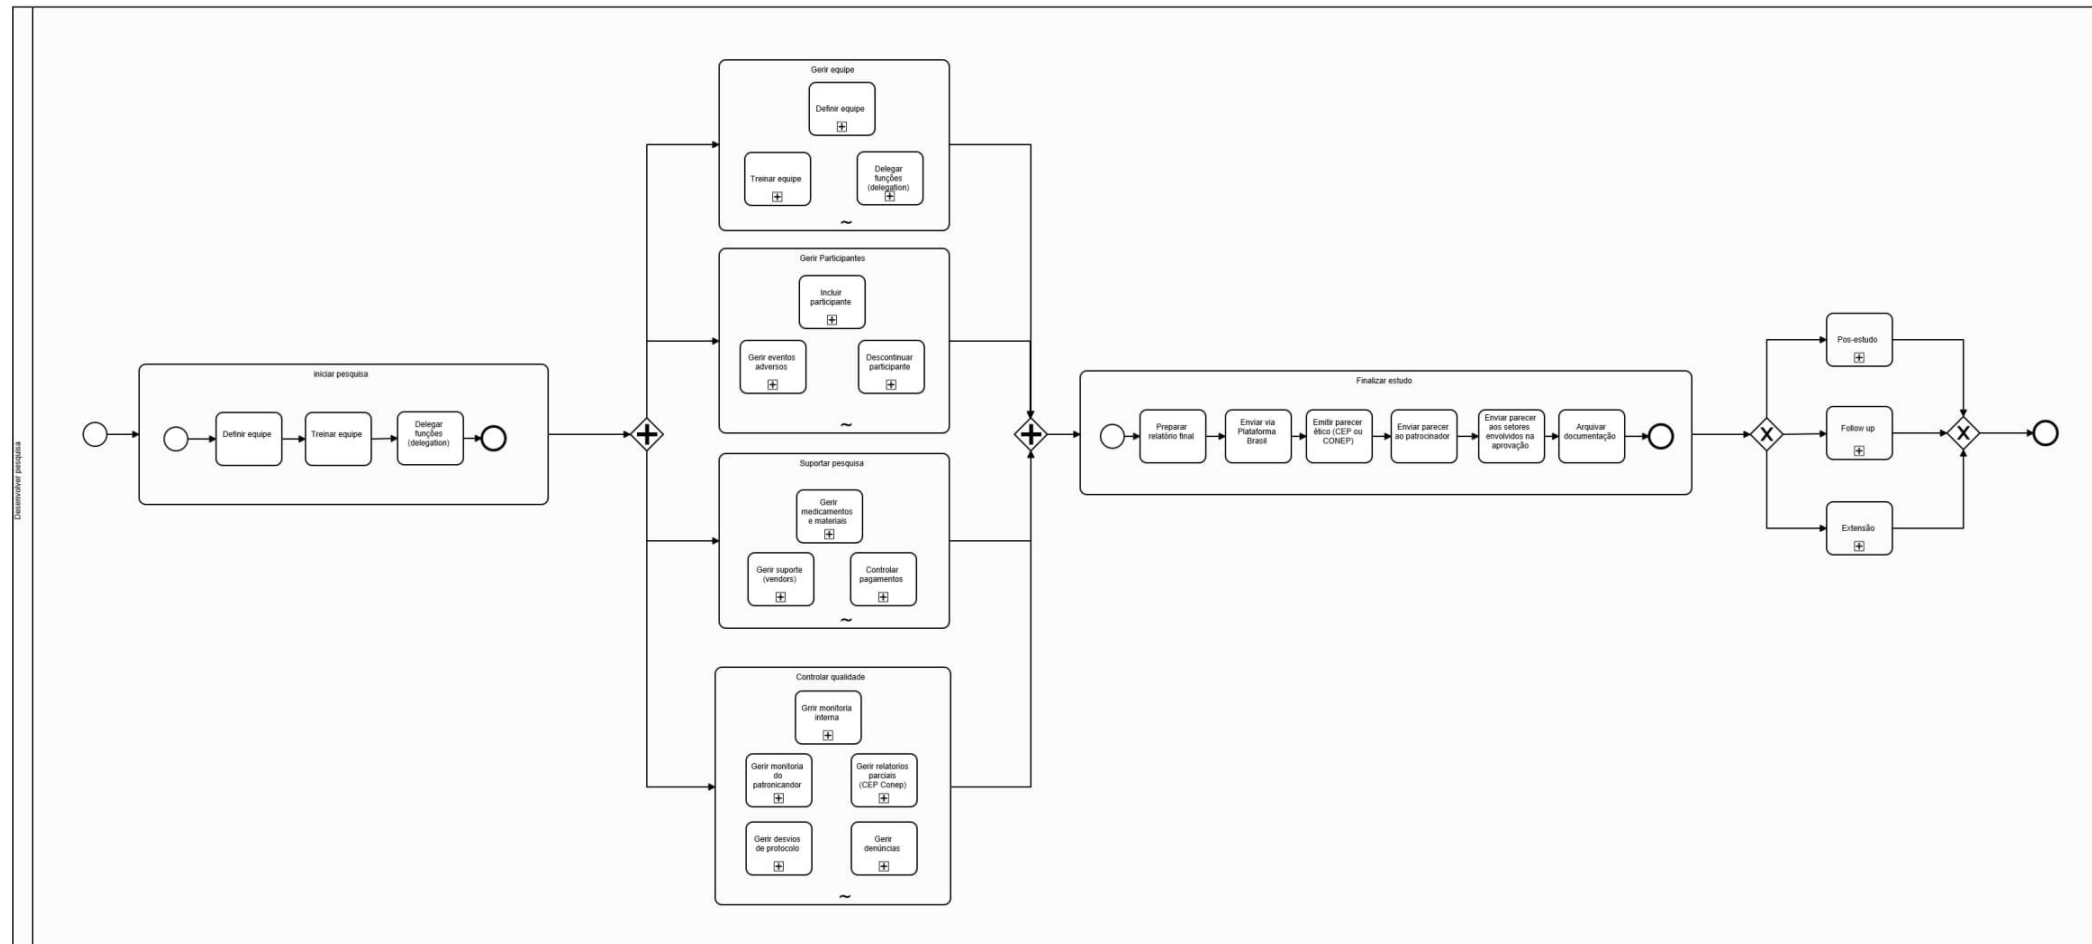 Desenvolver pesquisa
iniciar pesquisa
Definir equipe
Treinar equipe
Delegar
funções
(delegation)
Gerir equipe
Definir equipe
Treinar equipe
Delegar
funções
(delegation)
Gerir Participantes
Incluir
participante
Gerir eventos
adversos
Descontinuar
participante
Suportar pesquisa
Gerir
medicamentos
e materiais
Gerir suporte
(vendors)
Controlar
pagamentos
Controlar qualidade
Grrir monitoria
interna
Gerir monitoria
do
patronicandor
Gerir relatorios
parciais
(CEP Conep)
Gerir desvios
de protocolo
Gerir
denúncias
Finalizar estudo
Preparar
relatório final
Enviar via
Plataforma
Brasil
Emitir parecer
ético (CEP ou
CONEP)
Enviar parecer
ao patrocinador
Enviar parecer
aos setores
envolvidos na
aprovação
Arquivar
documentação
Pos-estudo
Follow up
Extensão